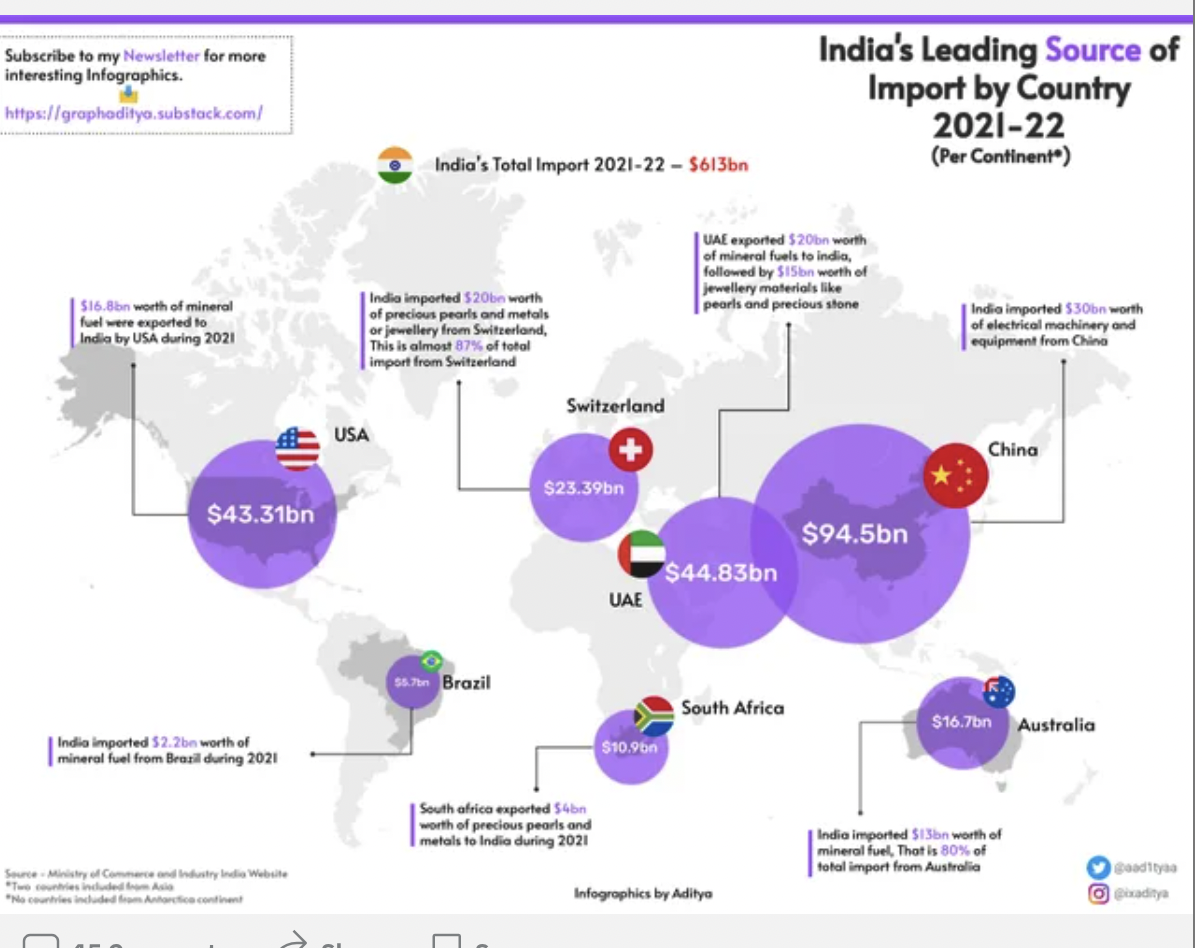 Subscribe to my Newsletter for more
interesting Infographics.
https://graphaditya.substack.com/
India's Leading Source of
Import by Country
2021-22
(Per Continent*)
India's Total Import 2021-22 – $613bn
$16.8bn worth of mineral
fuel were exported to
India by USA during 2021
India imported $20bn worth
of precious pearls and metals
or jewellery from Switzerland,
This is almost 87% of total
import from Switzerland
UAE exported $20bn worth
of mineral fuels to india,
followed by $15bn worth of
jewellery materials like
pearls and precious stone
India imported $30bn worth
of electrical machinery and
equipment from China
USA
$43.31bn
Switzerland
$23.39bn
UAE
$44.83bn
China
$94.5bn
$5.7bn
Brazil
South Africa
$10.9bn
$16.7bn
Australia
India imported $2.2bn worth of
mineral fuel from Brazil during 2021
South africa exported $4bn
worth of precious pearls and
metals to India during 2021
India imported $13bn worth of
mineral fuel, That is 80% of
total import from Australia
Source - Ministry of Commerce and Industry India Website
*Two countries included from Asia
*No countries included from Antarctica continent
Infographics by Aditya
@aad1tyaa
@ixaditya